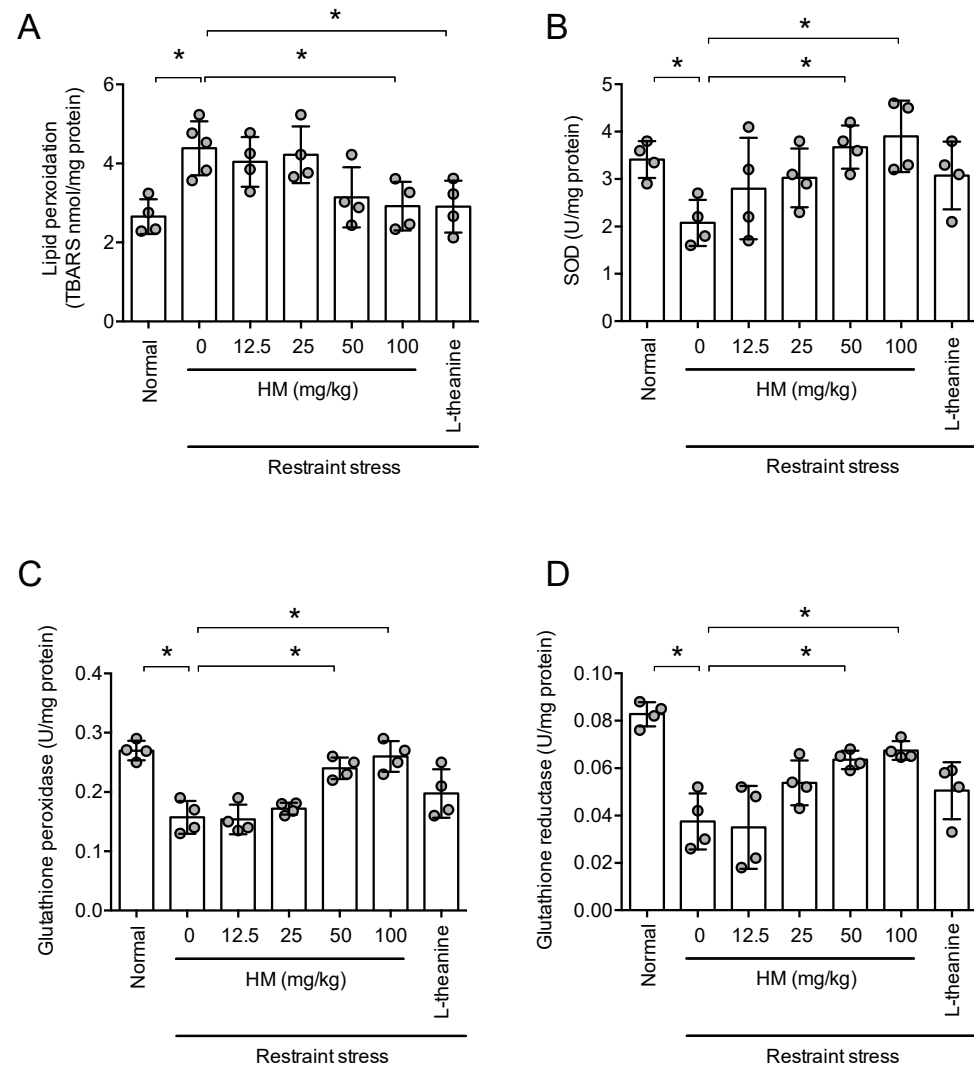 A
*
*
*
Lipid perxoidation
(TBARS nmol/mg protein)
6
4
2
0
Normal
0
12.5
25
50
100
L-theanine
HM (mg/kg)
Restraint stress
B
*
*
*
SOD (U/mg protein)
5
4
3
2
1
0
Normal
0
12.5
25
50
100
L-theanine
HM (mg/kg)
Restraint stress
C
*
*
*
Glutathione peroxidase (U/mg protein)
0.4
0.3
0.2
0.1
0.0
Normal
0
12.5
25
50
100
L-theanine
HM (mg/kg)
Restraint stress
D
*
*
*
Glutathione reductase (U/mg protein)
0.10
0.08
0.06
0.04
0.02
0.00
Normal
0
12.5
25
50
100
L-theanine
HM (mg/kg)
Restraint stress